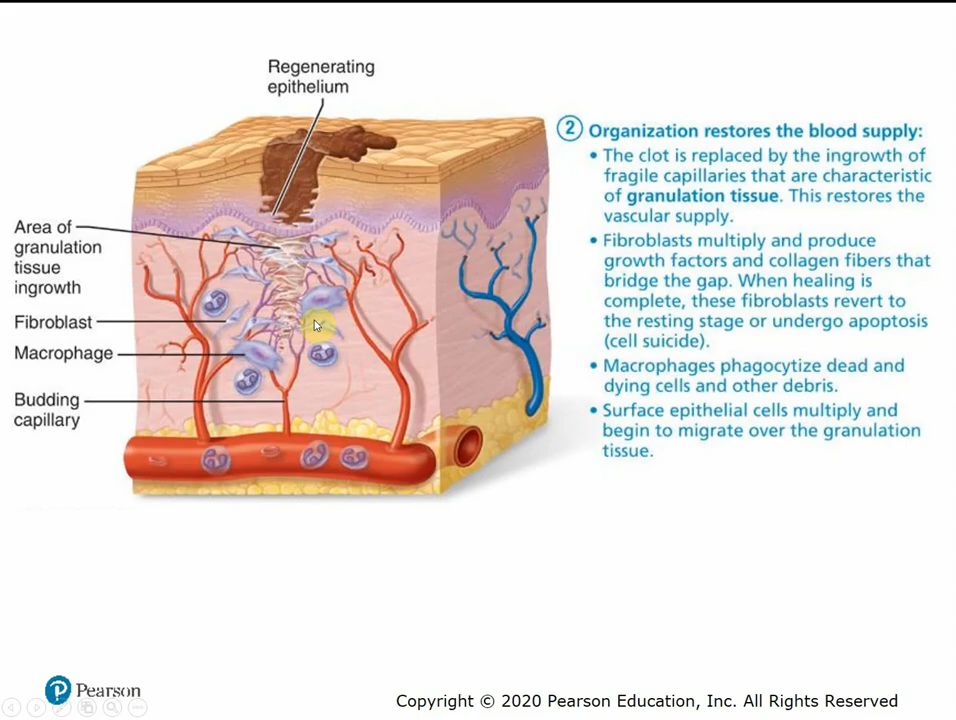 Regenerating
epithelium
Area of
granulation
tissue
ingrowth
Fibroblast
Macrophage
Budding
capillary
2 Organization restores the blood supply:
• The clot is replaced by the ingrowth of
fragile capillaries that are characteristic
of granulation tissue. This restores the
vascular supply.
• Fibroblasts multiply and produce
growth factors and collagen fibers that
bridge the gap. When healing is
complete, these fibroblasts revert to
the resting stage or undergo apoptosis
(cell suicide).
• Macrophages phagocytize dead and
dying cells and other debris.
• Surface epithelial cells multiply and
begin to migrate over the granulation
tissue.
P Pearson
Copyright © 2020 Pearson Education, Inc. All Rights Reserved